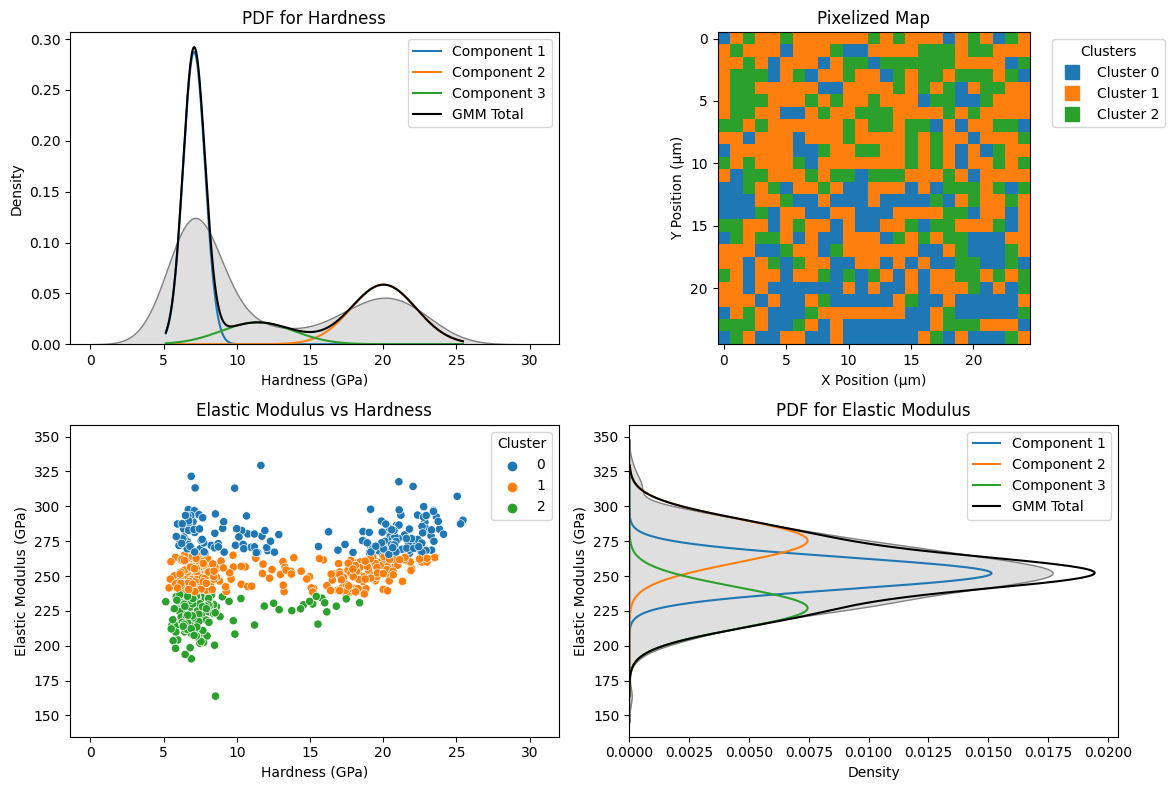 PDF for Hardness
Density
0.30
0.25
0.20
0.15
0.10
0.05
0.00
0 5 10 15 20 25 30
Hardness (GPa)
Component 1
Component 2
Component 3
GMM Total
Pixelized Map
Y Position (μm)
0
5
10
15
20
0 5 10 15 20
X Position (μm)
Clusters
Cluster 0
Cluster 1
Cluster 2
Elastic Modulus vs Hardness
Elastic Modulus (GPa)
350
325
300
275
250
225
200
175
150
0 5 10 15 20 25 30
Hardness (GPa)
Cluster
0
1
2
PDF for Elastic Modulus
Elastic Modulus (GPa)
350
325
300
275
250
225
200
175
150
0.0000 0.0025 0.0050 0.0075 0.0100 0.0125 0.0150 0.0175 0.0200
Density
Component 1
Component 2
Component 3
GMM Total